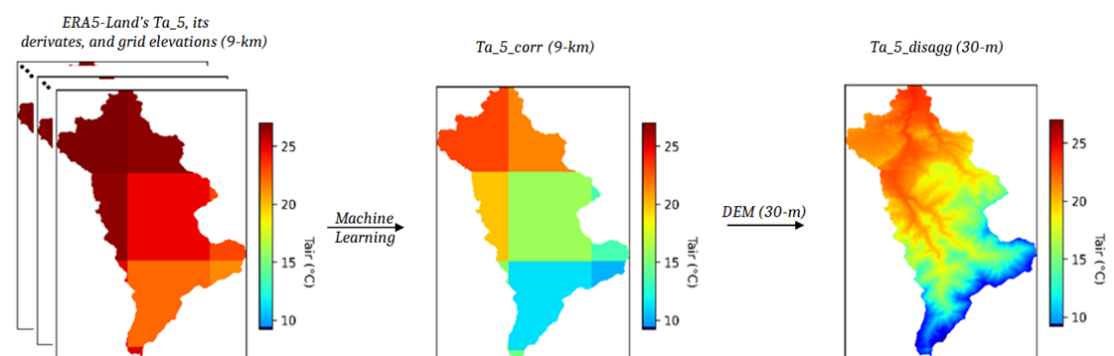 ERA5-Land's Ta_5, its
derivates, and grid elevations (9-km)
25
20
15
10
Tair (°C)
Machine
Learning
Ta_5_corr (9-km)
25
20
15
10
Tair (°C)
DEM (30-m)
Ta_5_disagg (30-m)
25
20
15
10
Tair (°C)